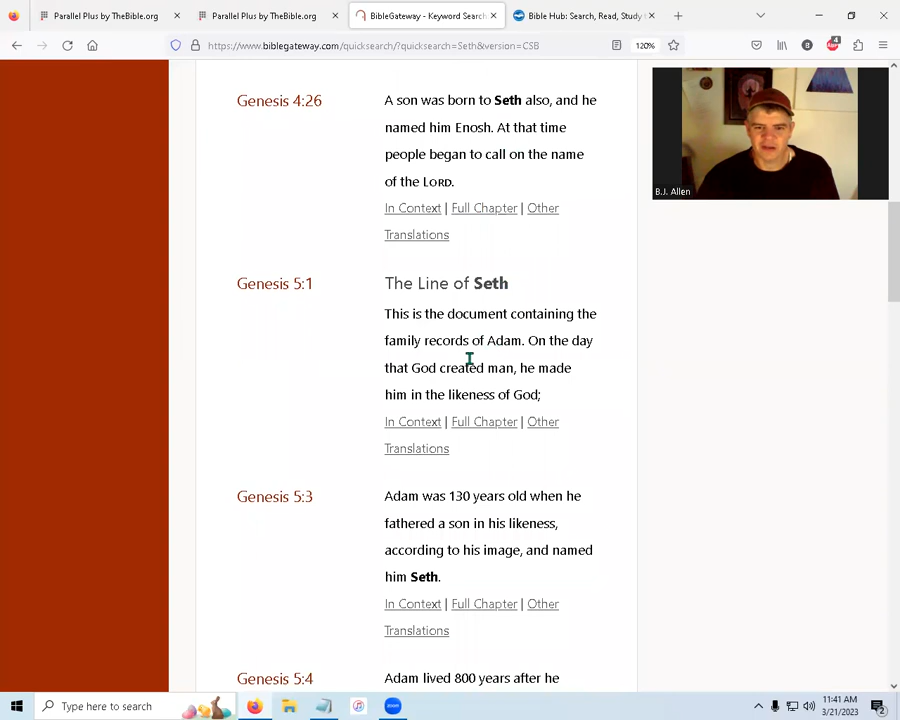 Parallel Plus by TheBible.org
Parallel Plus by TheBible.org
BibleGateway - Keyword Search
Bible Hub: Search, Read, Study
https://www.biblegateway.com/quicksearch/?quicksearch=Seth&version=CSB
120%
4
Genesis 4:26
A son was born to Seth also, and he
named him Enosh. At that time
people began to call on the name
of the LORD.
In Context | Full Chapter | Other
Translations
Genesis 5:1
The Line of Seth
This is the document containing the
family records of Adam. On the day
that God created man, he made
him in the likeness of God;
In Context | Full Chapter | Other
Translations
Genesis 5:3
Adam was 130 years old when he
fathered a son in his likeness,
according to his image, and named
him Seth.
In Context | Full Chapter | Other
Translations
Genesis 5:4
Adam lived 800 years after he
B.J. Allen
Type here to search
zoom
11:41 AM
3/21/2023
2